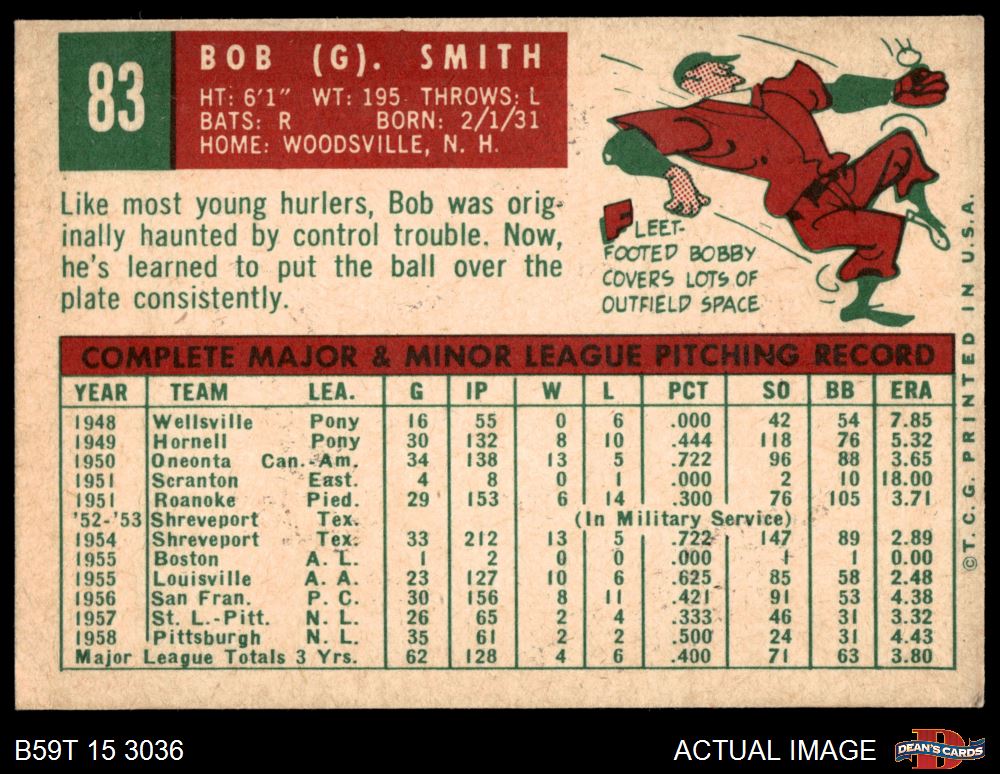 83
BOB (G). SMITH
HT: 6'1" WT: 195 THROWS: L
BATS: R BORN: 2/1/31
HOME: WOODSVILLE, N. H.
Like most young hurlers, Bob was orig-
inally haunted by control trouble. Now,
he's learned to put the ball over the
plate consistently.
FLEET-
FOOTED BOBBY
COVERS LOTS OF
OUTFIELD SPACE
COMPLETE MAJOR & MINOR LEAGUE PITCHING RECORD
YEAR TEAM LEA. G IP W L PCT SO BB ERA
1948 Wellsville Pony 16 55 0 6 .000 42 54 7.85
1949 Hornell Pony 30 132 8 10 .444 118 76 5.32
1950 Oneonta Can.-Am. 34 138 13 5 .722 96 88 3.65
1951 Scranton East. 4 8 0 1 .000 2 10 18.00
1951 Roanoke Pied. 29 153 6 14 .300 76 105 3.71
'52-'53 Shreveport Tex. (In Military Service)
1954 Shreveport Tex. 33 212 13 5 .722 147 89 2.89
1955 Boston A. L. 1 2 0 0 .000 1 1 0.00
1955 Louisville A. A. 23 127 10 6 .625 85 58 2.48
1956 San Fran. P. C. 30 156 8 11 .421 91 53 4.38
1957 St. L.-Pitt. N. L. 26 65 2 4 .333 46 31 3.32
1958 Pittsburgh N. L. 35 61 2 2 .500 24 31 4.43
Major League Totals 3 Yrs. 62 128 4 6 .400 71 63 3.80
© T. C. G. PRINTED IN U.S.A.
B59T 15 3036
ACTUAL IMAGE
DEAN'S CARDS